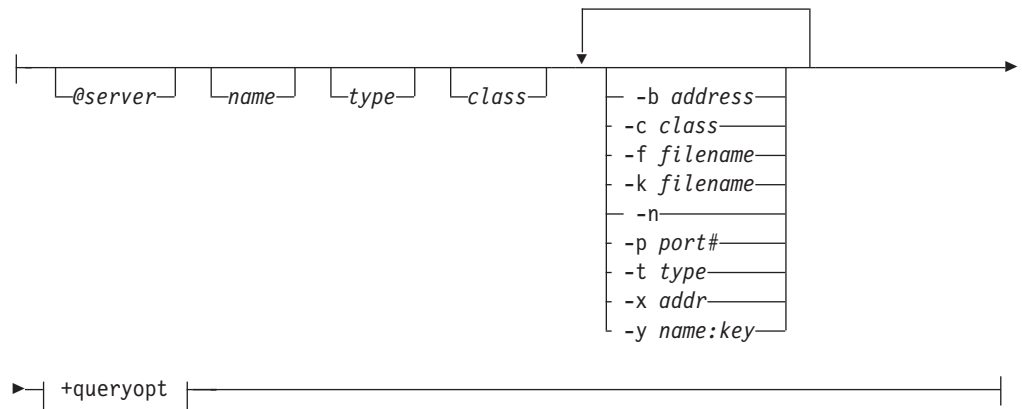 @server name type class
-b address
-c class
-f filename
-k filename
-n
-p port#
-t type
-x addr
-y name:key
+queryopt